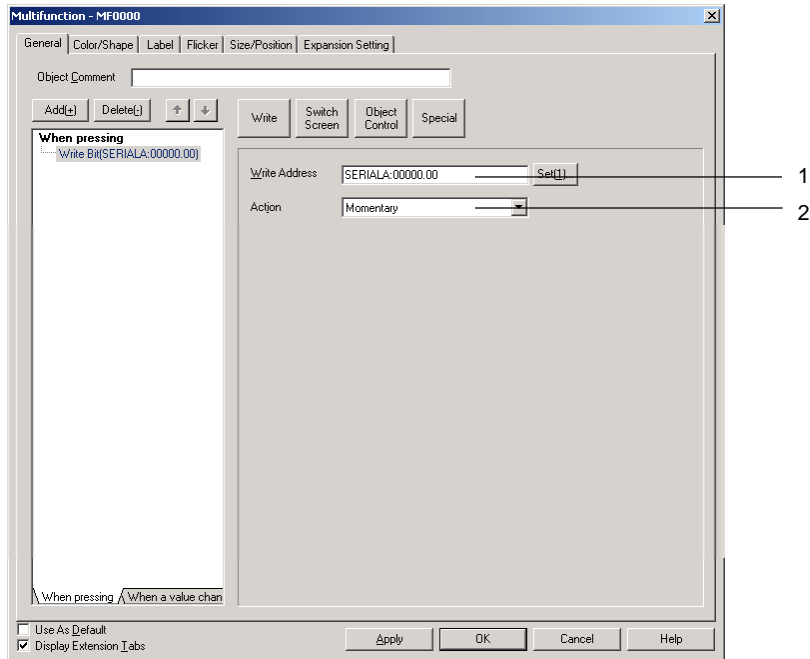 Multifunction - MF0000
General Color/Shape Label Flicker Size/Position Expansion Setting
Object Comment
Add(+) Delete(-)
Write Switch Screen Object Control Special
When pressing
Write Bit(SERIALA:00000.00)
Write Address SERIALA:00000.00 Set(1)... 1
Action Momentary 2
When pressing When a value chan
Use As Default
Display Extension Tabs
Apply OK Cancel Help